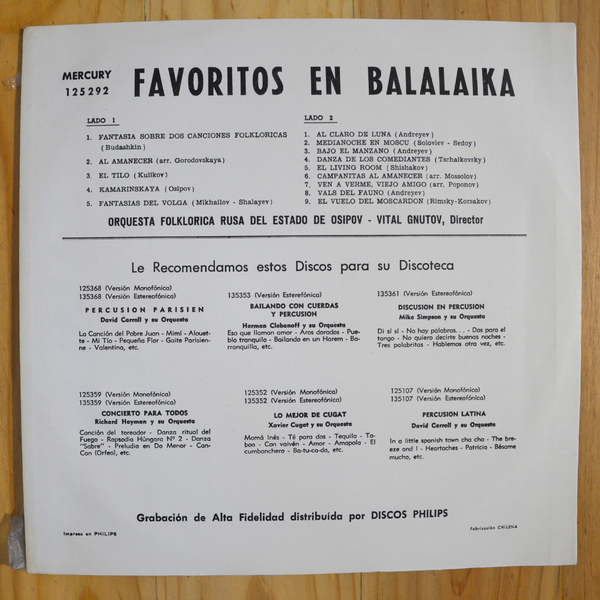 MERCURY
125292
FAVORITOS EN BALALAIKA
LADO 1
1. FANTASIA SOBRE DOS CANCIONES FOLKLORICAS
(Budashkin)
2. AL AMANECER (arr. Gorodovskaya)
3. EL TILO (Kulikov)
4. KAMARINSKAYA (Osipov)
5. FANTASIAS DEL VOLGA (Mikhailov - Shalayev)
LADO 2
1. AL CLARO DE LUNA (Andreyev)
2. MEDIANOCHE EN MOSCU (Soloviev - Sedoy)
3. BAJO EL MANZANO (Andreyev)
4. DANZA DE LOS COMEDIANTES (Tschaikovsky)
5. EL LIVING ROOM (Shishakov)
6. CAMPANITAS AL AMANECER (arr. Mossolov)
7. VEN A VERME, VIEJO AMIGO (arr. Poponov)
8. VALS DEL FAUNO (Andreyev)
9. EL VUELO DEL MOSCARDON (Rimsky-Korsakov)
ORQUESTA FOLKLORICA RUSA DEL ESTADO DE OSIPOV - VITAL GNUTOV, Director
Le Recomendamos estos Discos para su Discoteca
125368 (Versión Monofónica)
135368 (Versión Estereofónica)
PERCUSION PARISIEN
David Carroll y su Orquesta
La Canción del Pobre Juan - Mimí - Alouet-
te - Mi Tío - Pequeña Flor - Gaite Parisien-
ne - Valentina, etc.
135353 (Versión Estereofónica)
BAILANDO CON CUERDAS
Y PERCUSION
Herman Clebanoff y su Orquesta
Eso que llaman amor - Aros dorados - Pue-
blo tranquilo - Bailando en un Harem - Ba-
rranquilla, etc.
135361 (Versión Estereofónica)
DISCUSION EN PERCUSION
Mike Simpson y su Orquesta
Di sí sí - No hay palabras. . . - Dos para el
tango - No quiero decirte buenas noches -
Tres palabritas - Hablemos otra vez, etc.
125359 (Versión Monofónica)
135359 (Versión Estereofónica)
CONCIERTO PARA TODOS
Richard Hayman y su Orquesta
Canción del toreador - Danza ritual del
Fuego - Rapsodia Húngara Nº 2 - Danza
"Sabre" - Preludio en Do Menor - Can-
Can (Orfeo), etc.
125352 (Versión Monofónica)
135352 (Versión Estereofónica)
LO MEJOR DE CUGAT
Xavier Cugat y su Orquesta
Mamá Inés - Té para dos - Tequila - Ta-
boo - Con vaivén - Amor - Amapola - El
cumbonchero - Ba-tu-ca-da, etc.
125107 (Versión Monofónica)
135107 (Versión Estereofónica)
PERCUSION LATINA
David Carroll y su Orquesta
In a little spanish town cha cha - The bre-
eze and I - Heartaches - Patricia - Bésame
mucho, etc.
Grabación de Alta Fidelidad distribuída por DISCOS PHILIPS
Impreso en PHILIPS
Fabricación CHILENA